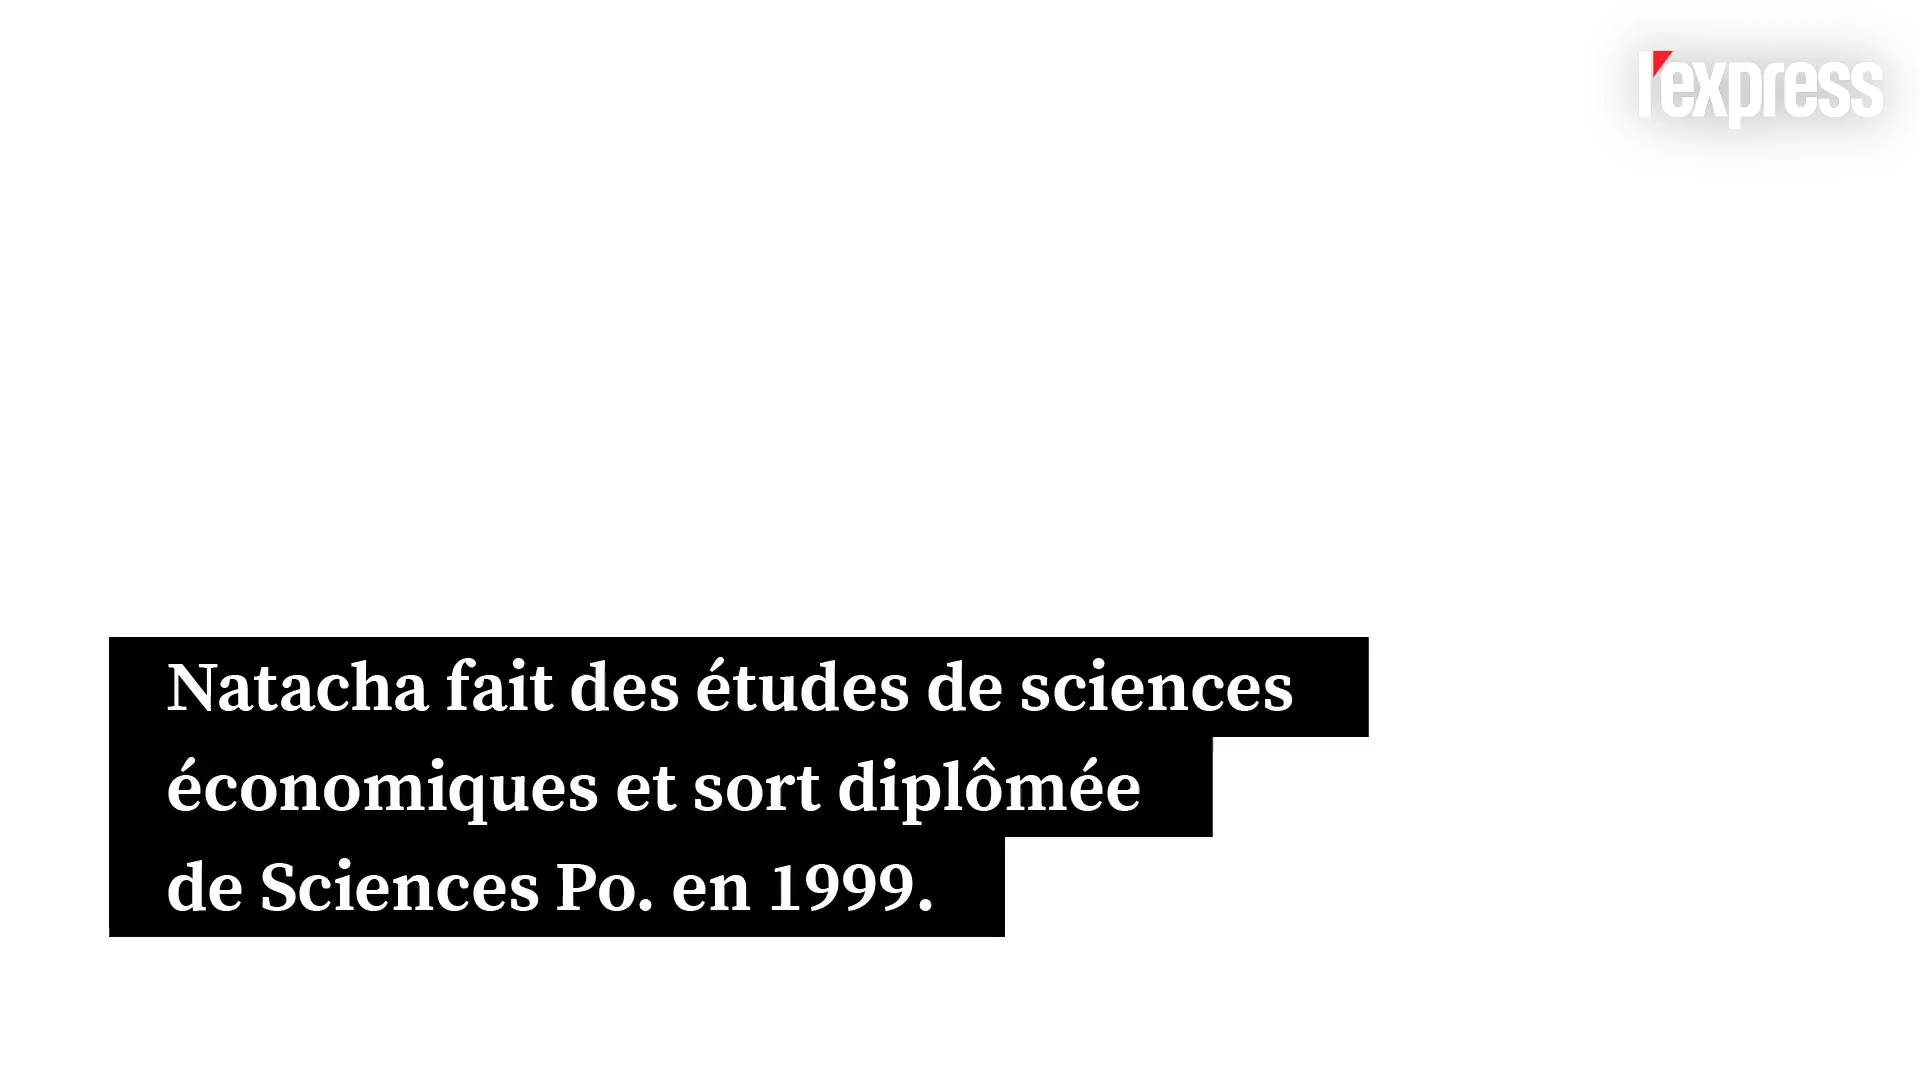 l'express
Natacha fait des études de sciences
économiques et sort diplômée
de Sciences Po. en 1999.